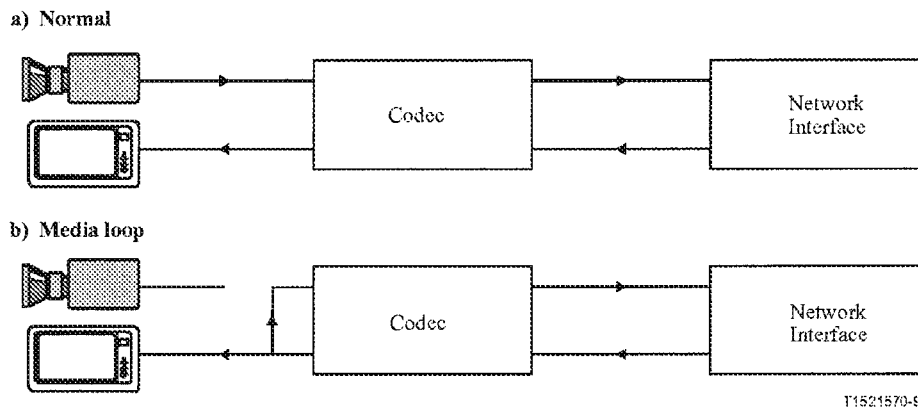 a) Normal
Codec
Network
Interface
b) Media loop
Codec
Network
Interface